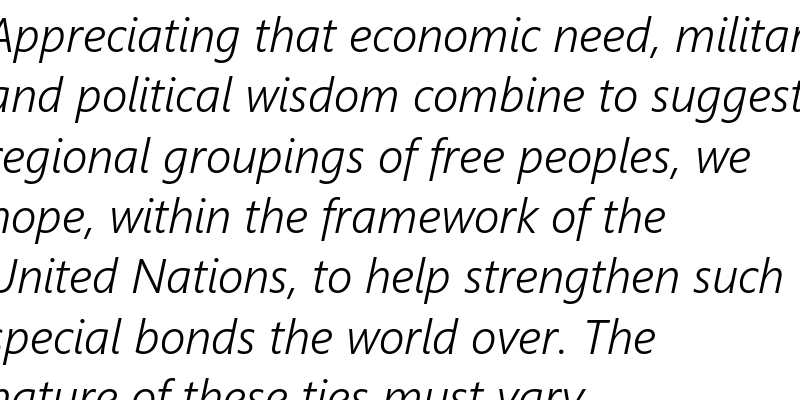 Appreciating that economic need, military
and political wisdom combine to suggest
regional groupings of free peoples, we
hope, within the framework of the
United Nations, to help strengthen such
special bonds the world over. The
nature of these ties must vary